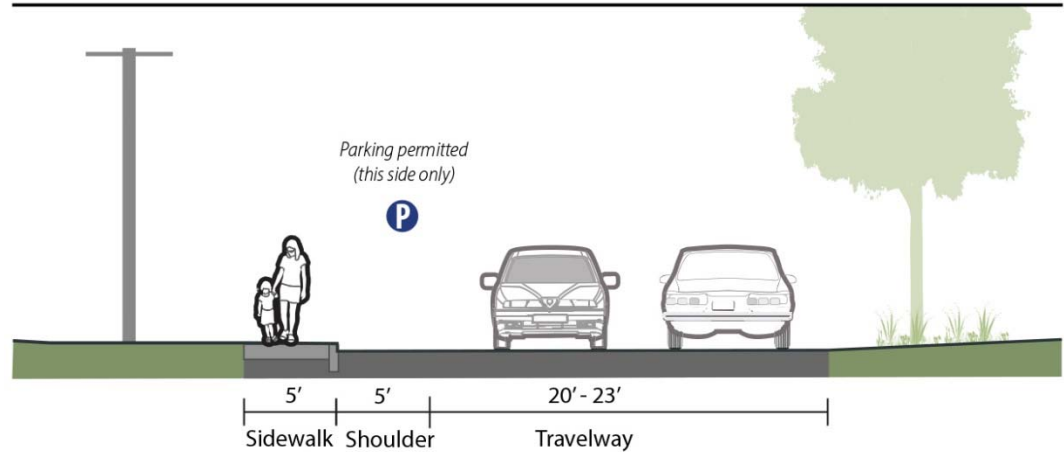 Parking permitted
(this side only)
P
5’ 5’ 20’ - 23’
Sidewalk Shoulder Travelway